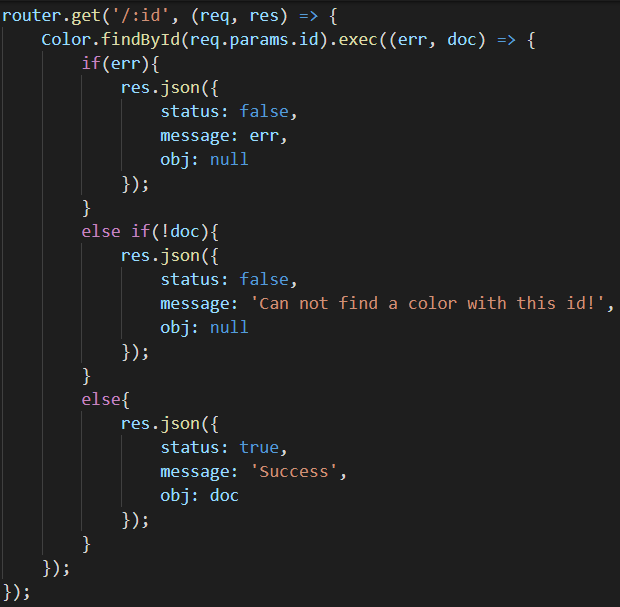 router.get('/:id', (req, res) => {
    Color.findById(req.params.id).exec((err, doc) => {
        if(err){
            res.json({
                status: false,
                message: err,
                obj: null
            });
        }
        else if(!doc){
            res.json({
                status: false,
                message: 'Can not find a color with this id!',
                obj: null
            });
        }
        else{
            res.json({
                status: true,
                message: 'Success',
                obj: doc
            });
        }
    });
});